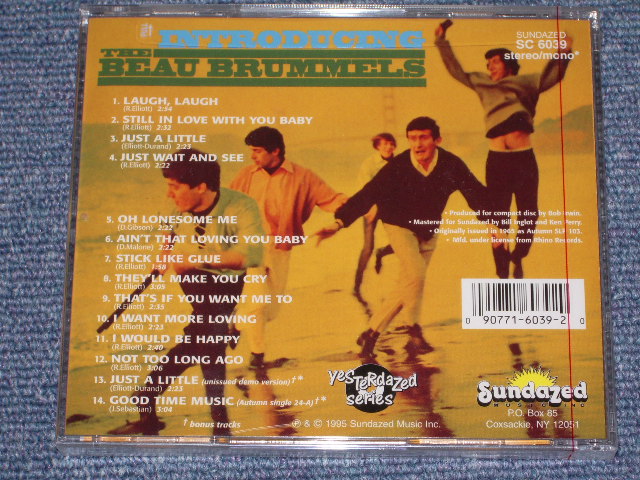 INTRODUCING
THE
BEAU BRUMMELS
SUNDAZED
SC 6039
stereo/mono*
1. LAUGH, LAUGH
(R.Elliott) 2:54
2. STILL IN LOVE WITH YOU BABY
(R.Elliott) 2:32
3. JUST A LITTLE
(Elliott-Durand) 2:23
4. JUST WAIT AND SEE
(R.Elliott) 2:22
5. OH LONESOME ME
(D.Gibson) 2:22
6. AIN'T THAT LOVING YOU BABY
(D.Malone) 2:22
7. STICK LIKE GLUE
(R.Elliott) 1:58
8. THEY'LL MAKE YOU CRY
(R.Elliott) 3:05
9. THAT'S IF YOU WANT ME TO
(R.Elliott) 2:35
10. I WANT MORE LOVING
(R.Elliott) 2:23
11. I WOULD BE HAPPY
(R.Elliott) 2:40
12. NOT TOO LONG AGO
(R.Elliott) 3:06
13. JUST A LITTLE (unissued demo version)†*
(Elliott-Durand) 2:23
14. GOOD TIME MUSIC (Autumn single 24-A)†*
(J.Sebastian) 3:04
† bonus tracks
• Produced for compact disc by Bob Irwin.
• Mastered for Sundazed by Bill Inglot and Ken Perry.
• Originally issued in 1965 as Autumn SLP 103.
• Mfd. under license from Rhino Records.
0 90771-6039-2 0
yesterdazed
series
Sundazed
MUSIC INC.
P.O. Box 85
Coxsackie, NY 12051
℗ & © 1995 Sundazed Music Inc.